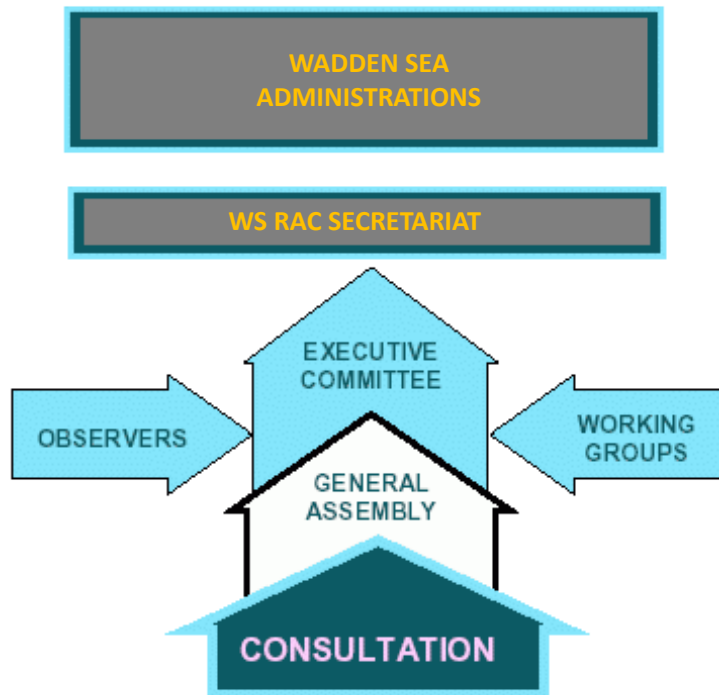 WADDEN SEA
ADMINISTRATIONS
WS RAC SECRETARIAT
EXECUTIVE
COMMITTEE
OBSERVERS
WORKING
GROUPS
GENERAL
ASSEMBLY
CONSULTATION